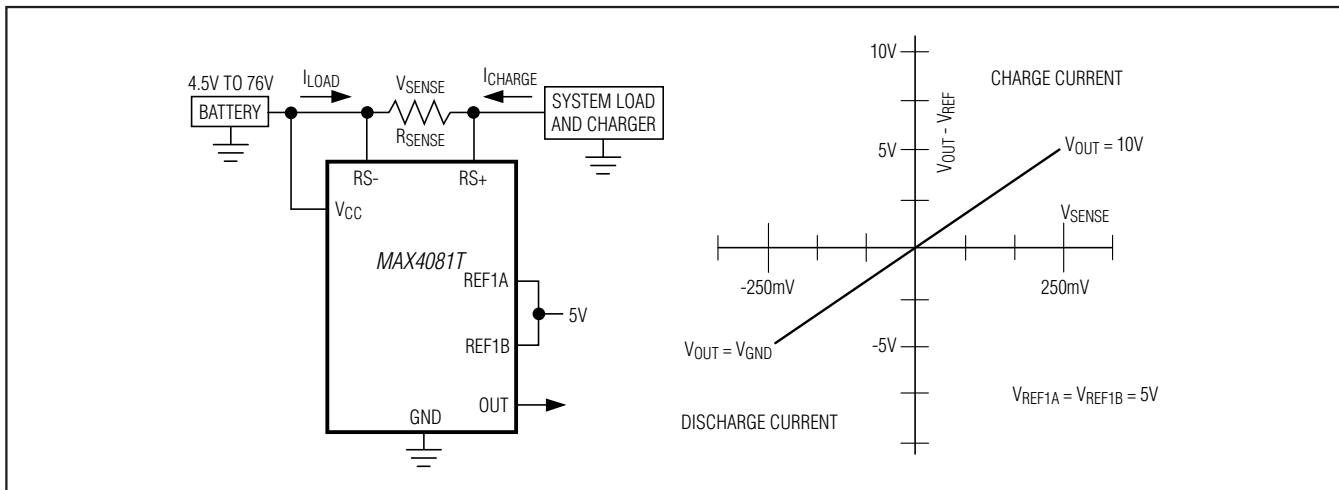 4.5V TO 76V
BATTERY
ILOAD
VSENSE
RSENSE
ICHARGE
SYSTEM LOAD
AND CHARGER
RS-
RS+
VCC
MAX4081T
REF1A
5V
REF1B
OUT
GND
10V
CHARGE CURRENT
VOUT - VREF
5V
VOUT = 10V
VSENSE
-250mV
250mV
VOUT = VGND
-5V
VREF1A = VREF1B = 5V
DISCHARGE CURRENT